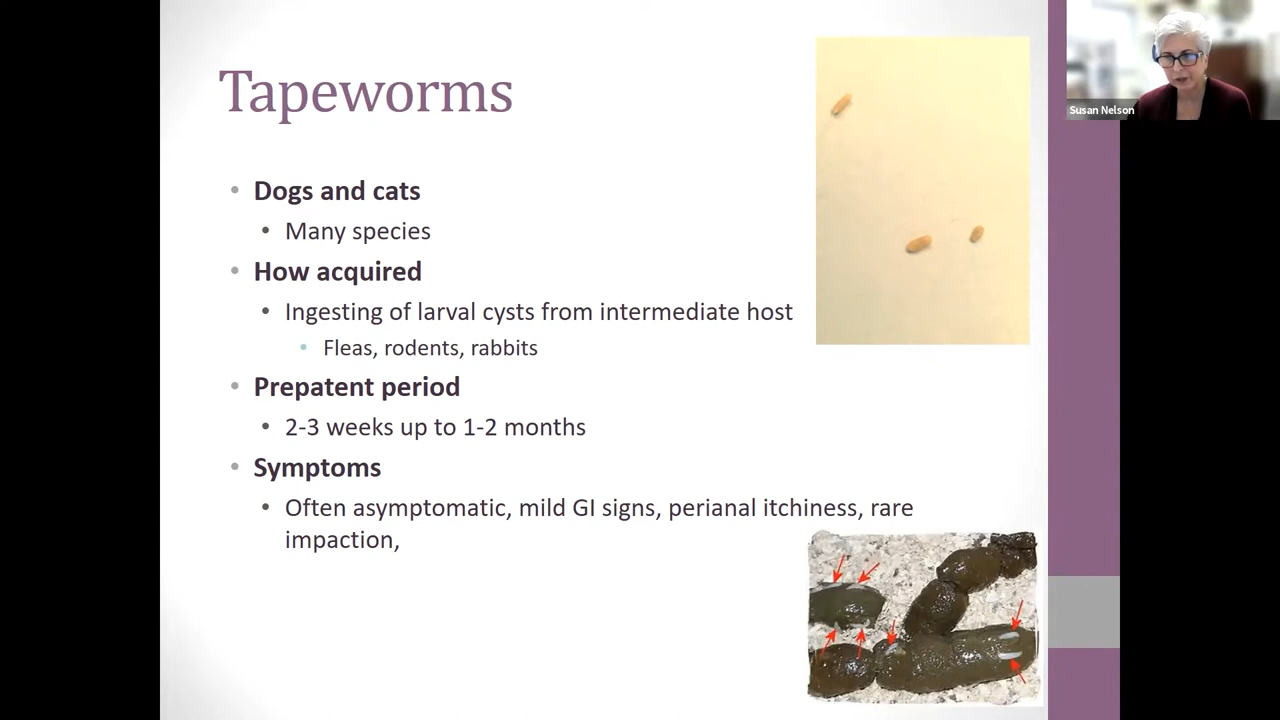 Tapeworms
Susan Nelson
• Dogs and cats
• Many species
• How acquired
• Ingesting of larval cysts from intermediate host
• Fleas, rodents, rabbits
• Prepatent period
• 2-3 weeks up to 1-2 months
• Symptoms
• Often asymptomatic, mild GI signs, perianal itchiness, rare
impaction,